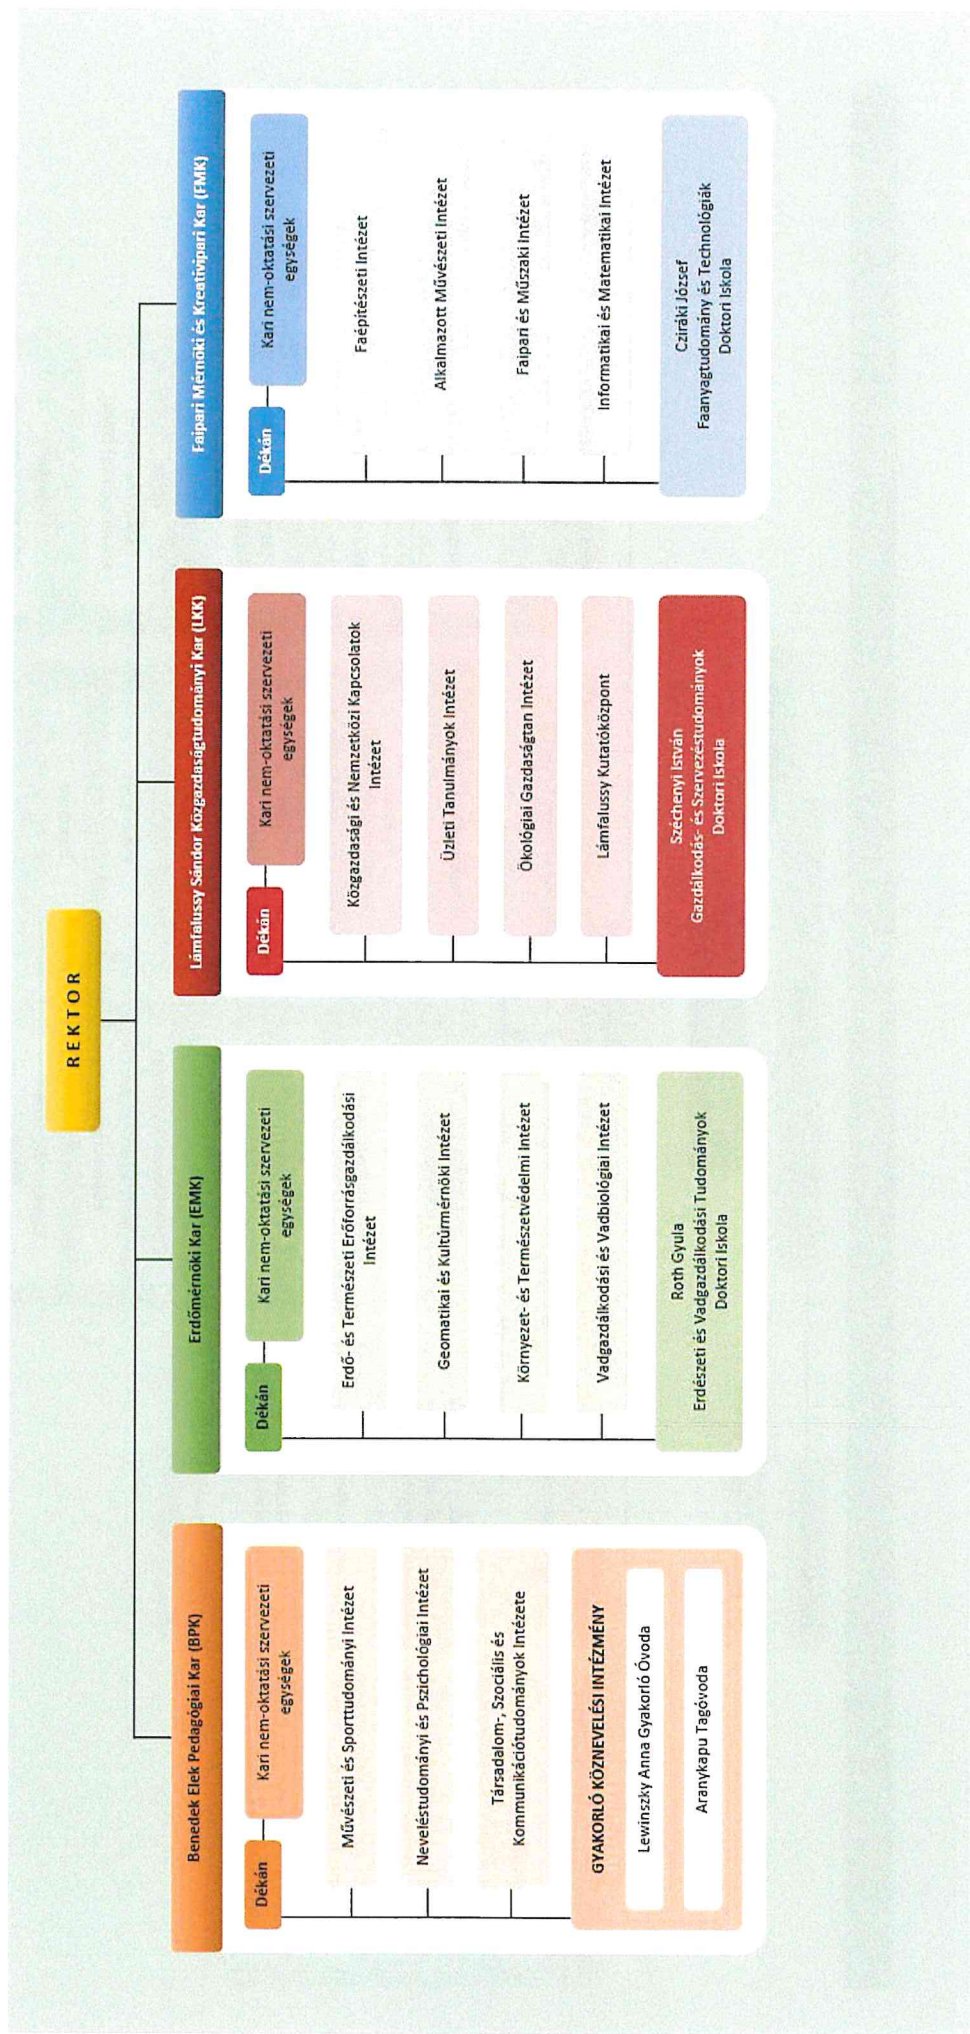 REKTOR
Benedek Elek Pedagógiai Kar (BPK)
Dékán
Kari nem-oktatási szervezeti
egységek
Művészeti és Sporttudományi Intézet
Neveléstudományi és Pszichológiai Intézet
Társadalom-, Szociális és
Kommunikációtudományok Intézete
GYAKORLÓ KÖZNEVELÉSI INTÉZMÉNY
Lewinszky Anna Gyakorló Óvoda
Aranykapu Tagóvoda
Erdőmérnöki Kar (EMK)
Dékán
Kari nem-oktatási szervezeti
egységek
Erdő- és Természeti Erőforrásgazdálkodási
Intézet
Geomatikai és Kultúrmérnöki Intézet
Környezet- és Természetvédelmi Intézet
Vadgazdálkodási és Vadbiológiai Intézet
Roth Gyula
Erdészeti és Vadgazdálkodási Tudományok
Doktori Iskola
Lámfalussy Sándor Közgazdaságtudományi Kar (LKK)
Dékán
Kari nem-oktatási szervezeti
egységek
Közgazdasági és Nemzetközi Kapcsolatok
Intézet
Üzleti Tanulmányok Intézet
Ökológiai Gazdaságtan Intézet
Lámfalussy Kutatóközpont
Széchenyi István
Gazdálkodás- és Szervezéstudományok
Doktori Iskola
Faipari Mérnöki és Kreatívipari Kar (FMK)
Dékán
Kari nem-oktatási szervezeti
egységek
Faépítészeti Intézet
Alkalmazott Művészeti Intézet
Faipari és Műszaki Intézet
Informatikai és Matematikai Intézet
Cziráki József
Faanyagtudomány és Technológiák
Doktori Iskola